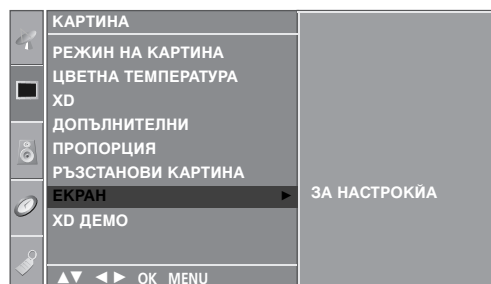 КАРТИНА
РЕЖИН НА КАРТИНА
ЦВЕТНА ТЕМПЕРАТУРА
XD
ДОПЪЛНИТЕЛНИ
ПРОПОРЦИЯ
РЪЗСТАНОВИ КАРТИНА
ЕКРАН ► ЗА НАСТРОКЙА
XD ДЕМО
▲▼ ◄► OK MENU